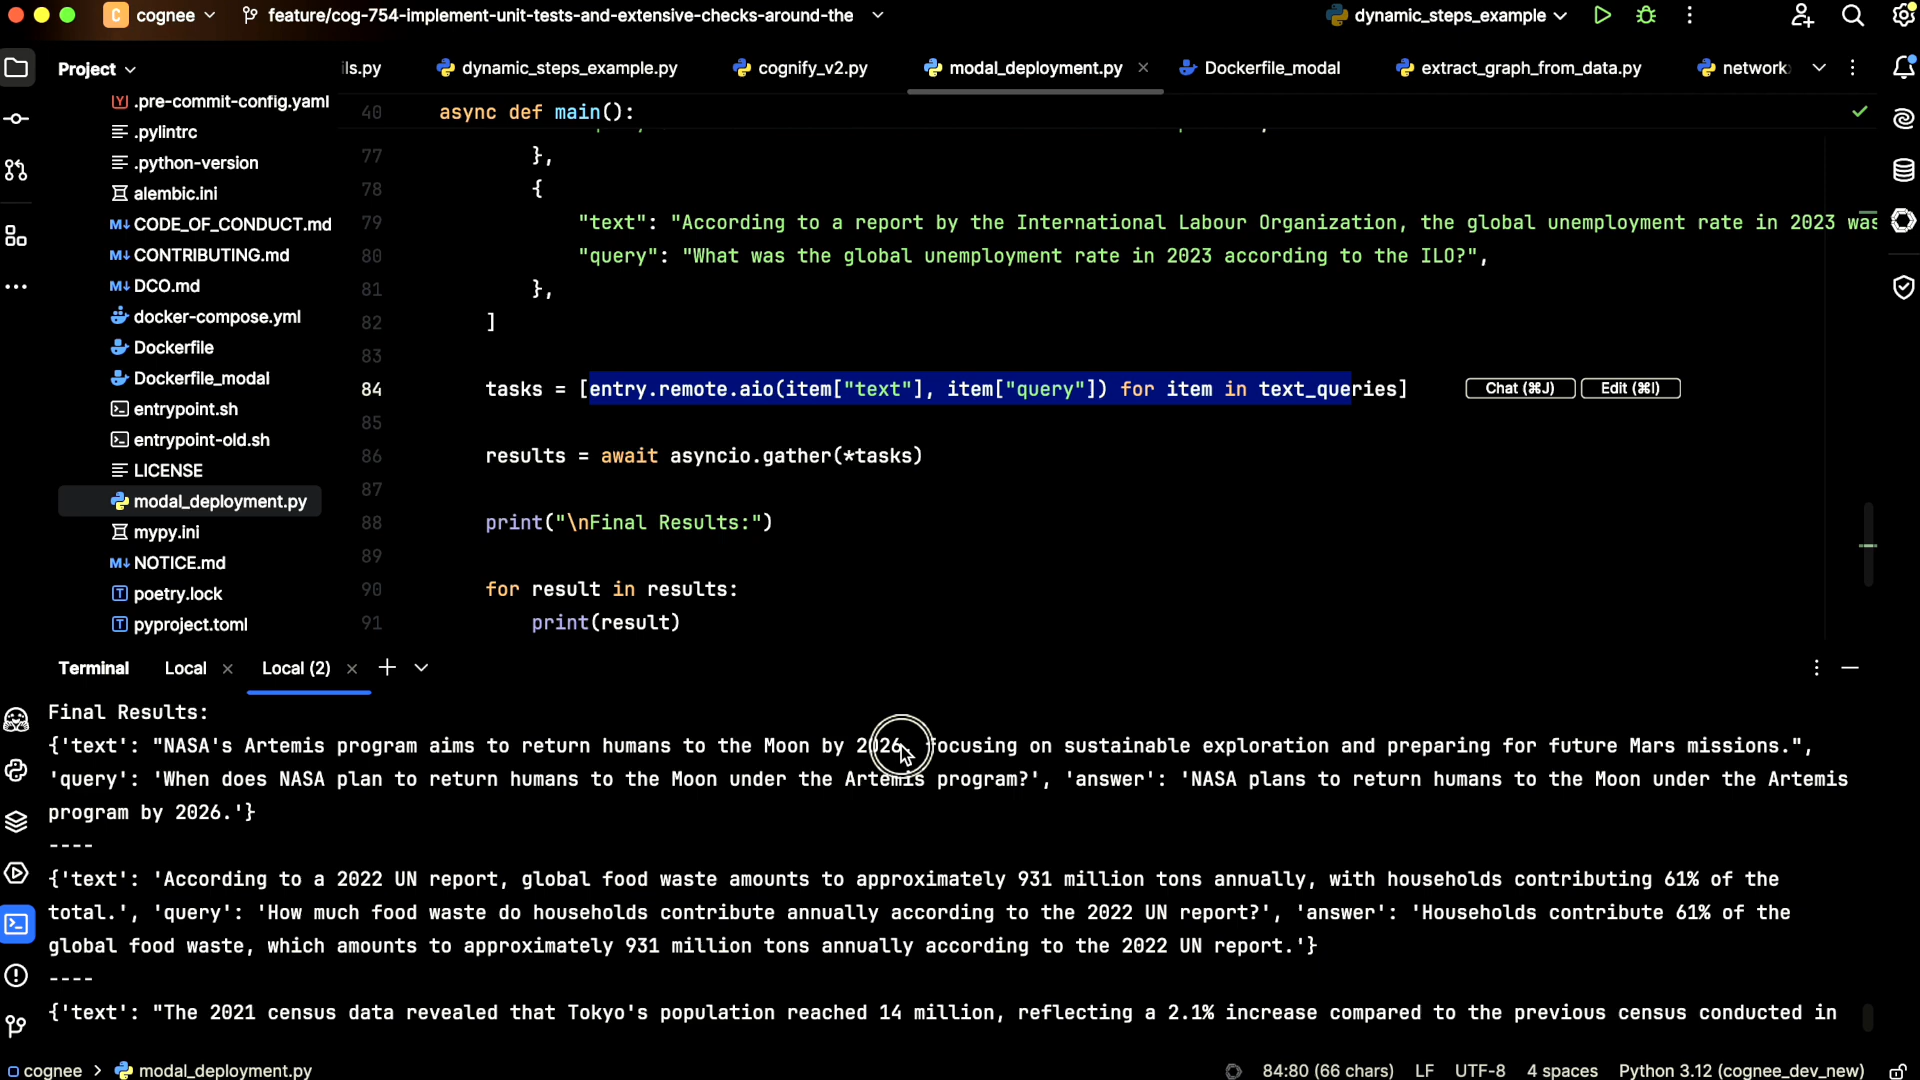 C cognee feature/cog-754-implement-unit-tests-and-extensive-checks-around-the dynamic_steps_example
Project ls.py dynamic_steps_example.py cognify_v2.py modal_deployment.py Dockerfile_modal extract_graph_from_data.py network
.pre-commit-config.yaml
.pylintrc
.python-version
alembic.ini
CODE_OF_CONDUCT.md
CONTRIBUTING.md
DCO.md
docker-compose.yml
Dockerfile
Dockerfile_modal
entrypoint.sh
entrypoint-old.sh
LICENSE
modal_deployment.py
mypy.ini
NOTICE.md
poetry.lock
pyproject.toml
40 async def main():
77 },
78 {
79 "text": "According to a report by the International Labour Organization, the global unemployment rate in 2023 was
80 "query": "What was the global unemployment rate in 2023 according to the ILO?",
81 },
82 ]
83
84 tasks = [entry.remote.aio(item["text"], item["query"]) for item in text_queries] Chat (⌘J) Edit (⌘I)
85
86 results = await asyncio.gather(*tasks)
87
88 print("\nFinal Results:")
89
90 for result in results:
91 print(result)
Terminal Local Local (2)
Final Results:
{'text': "NASA's Artemis program aims to return humans to the Moon by 2026, focusing on sustainable exploration and preparing for future Mars missions.",
'query': 'When does NASA plan to return humans to the Moon under the Artemis program?', 'answer': 'NASA plans to return humans to the Moon under the Artemis
program by 2026.'}
----
{'text': 'According to a 2022 UN report, global food waste amounts to approximately 931 million tons annually, with households contributing 61% of the
total.', 'query': 'How much food waste do households contribute annually according to the 2022 UN report?', 'answer': 'Households contribute 61% of the
global food waste, which amounts to approximately 931 million tons annually according to the 2022 UN report.'}
----
{'text': "The 2021 census data revealed that Tokyo's population reached 14 million, reflecting a 2.1% increase compared to the previous census conducted in
cognee > modal_deployment.py 84:80 (66 chars) LF UTF-8 4 spaces Python 3.12 (cognee_dev_new)